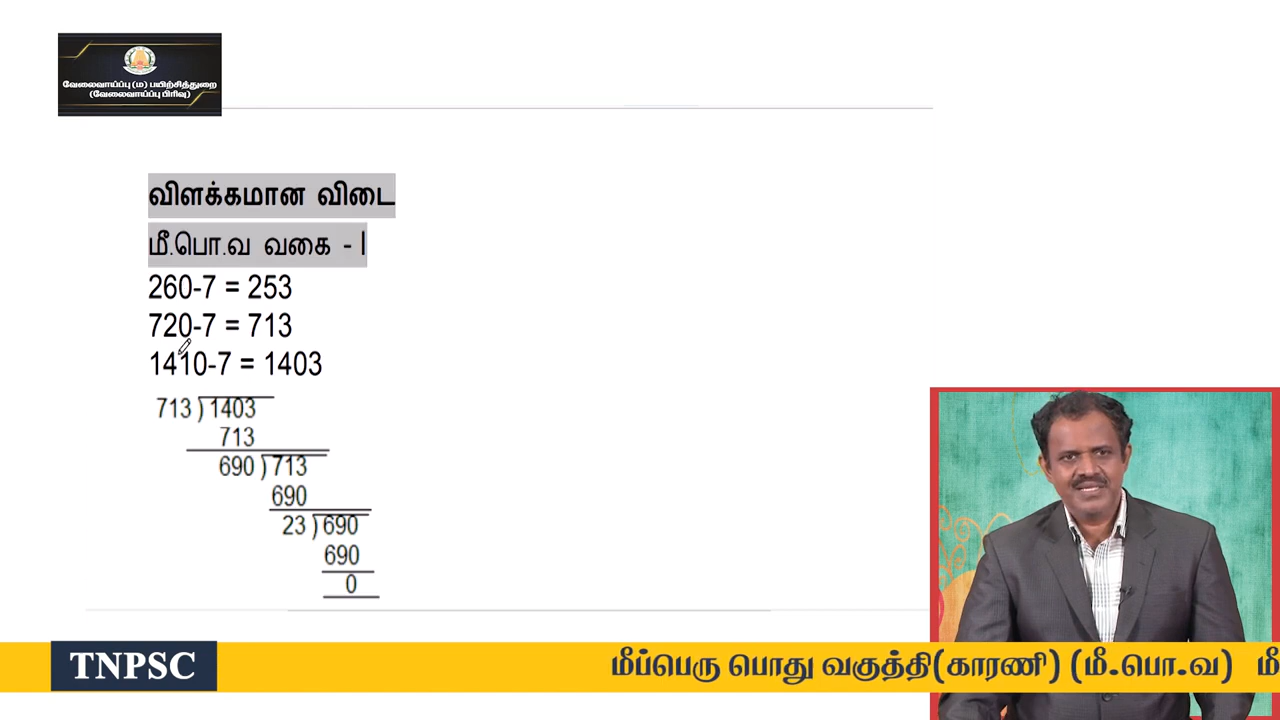 வேலைவாய்ப்பு (ம) பயிற்சித்துறை
(வேலைவாய்ப்பு பிரிவு)
விளக்கமான விடை
மீ.பொ.வ வகை - I
260-7 = 253
720-7 = 713
1410-7 = 1403
713 ) 1403
713
690 ) 713
690
23 ) 690
690
0
TNPSC
மீப்பெரு பொது வகுத்தி(காரணி) (மீ.பொ.வ) மீ